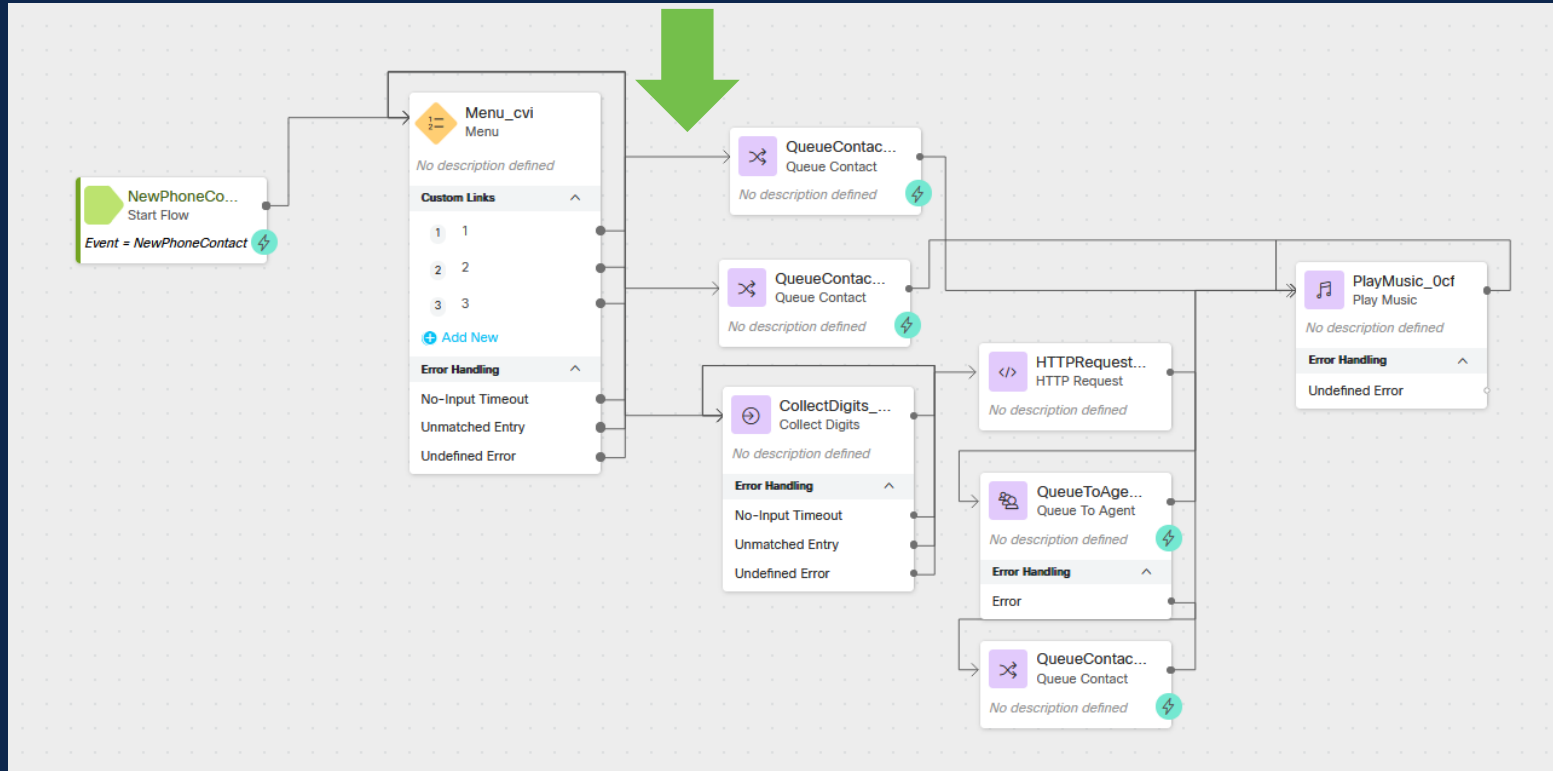 NewPhoneCo...
Start Flow
Event = NewPhoneContact
Menu_cvi
Menu
No description defined
Custom Links
1 1
2 2
3 3
Add New
Error Handling
No-Input Timeout
Unmatched Entry
Undefined Error
QueueContac...
Queue Contact
No description defined
QueueContac...
Queue Contact
No description defined
CollectDigits_...
Collect Digits
No description defined
Error Handling
No-Input Timeout
Unmatched Entry
Undefined Error
HTTPRequest...
HTTP Request
No description defined
QueueToAge...
Queue To Agent
No description defined
Error Handling
Error
QueueContac...
Queue Contact
No description defined
PlayMusic_0cf
Play Music
No description defined
Error Handling
Undefined Error